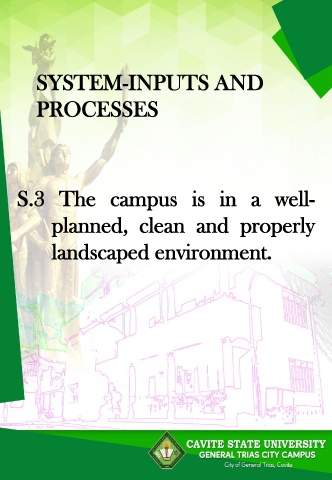 SYSTEM-INPUTS AND
PROCESSES
S.3 The campus is in a well-
planned, clean and properly
landscaped environment.
CAVITE STATE UNIVERSITY
GENERAL TRIAS CITY CAMPUS
City of General Trias, Cavite